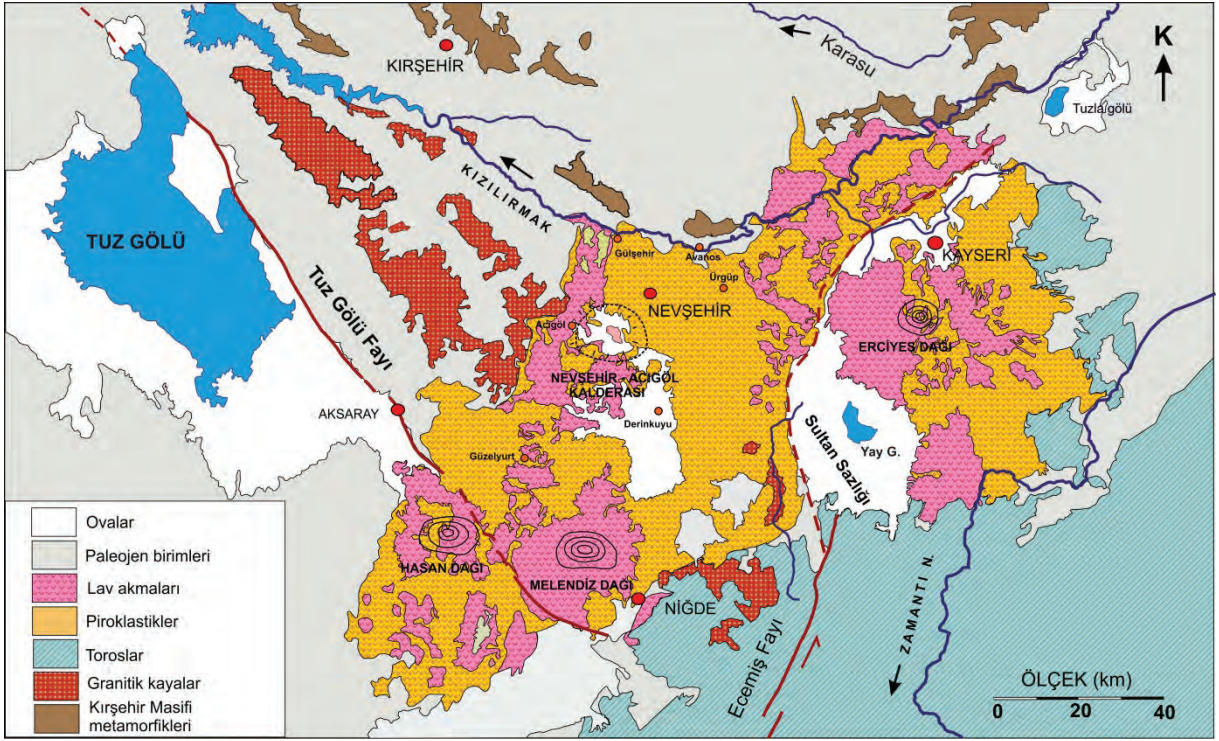 KIRŞEHİR
Karasu
K
Tuzla gölü
KIZILIRMAK
TUZ GÖLÜ
Tuz Gölü Fayı
Gülşehir
Avanos
Ürgüp
KAYSERİ
NEVŞEHİR
Acıgöl
ERCİYES DAĞI
NEVŞEHİR - ACIGÖL
KALDERASI
AKSARAY
Derinkuyu
Sultan Sazlığı
Yay G.
Güzelyurt
HASAN DAĞI
MELENDİZ DAĞI
NİĞDE
Ecemiş Fayı
ZAMANTI N.
Ovalar
Paleojen birimleri
Lav akmaları
Piroklastikler
Toroslar
Granitik kayalar
Kırşehir Masifi
metamorfikleri
ÖLÇEK (km)
0 20 40